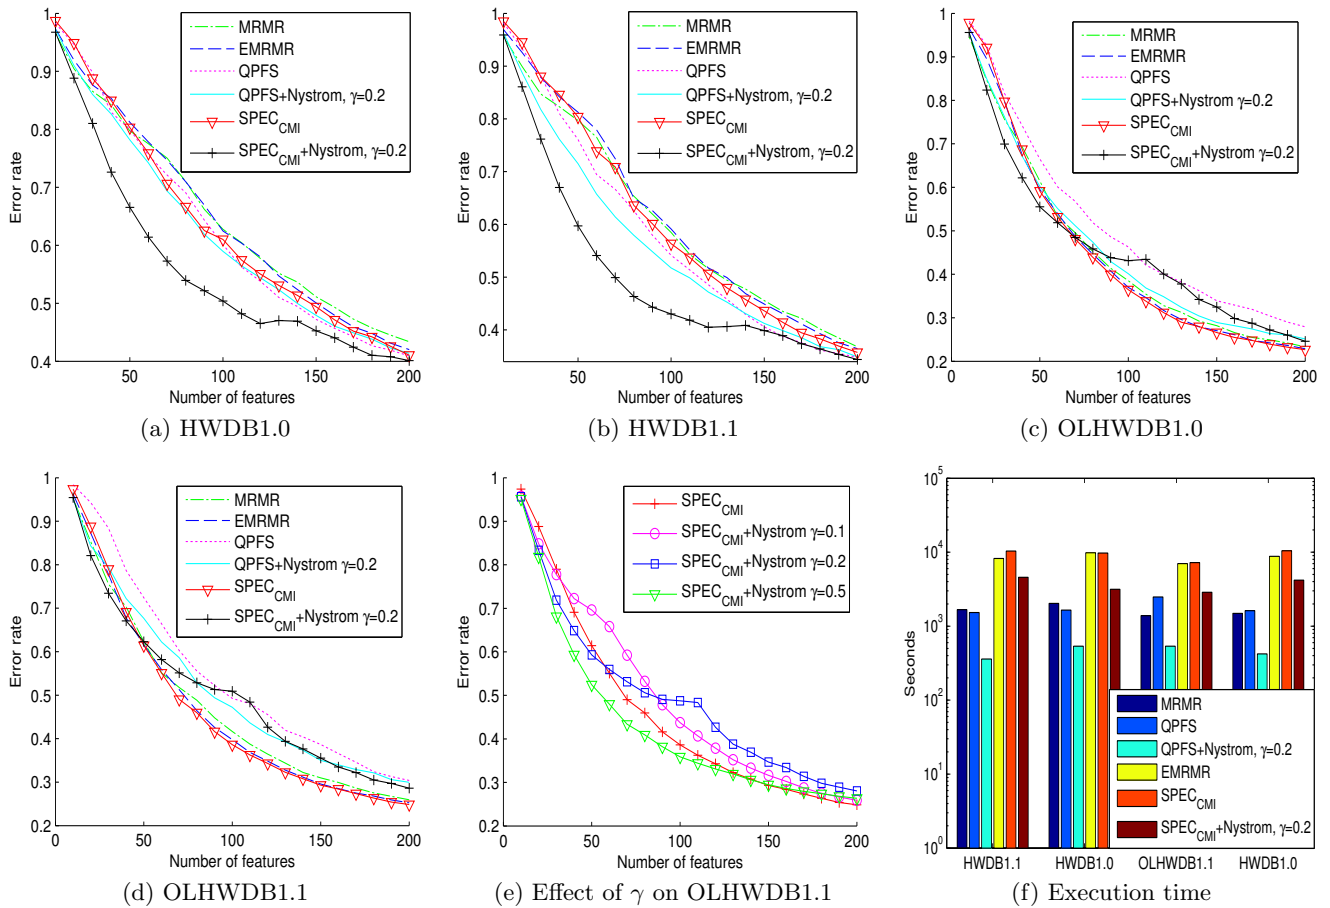 1
0.9
0.8
0.7
0.6
0.5
0.4
Error rate
50
100
150
200
Number of features
MRMR
EMRMR
QPFS
QPFS+Nystrom, γ=0.2
SPEC_CMI
SPEC_CMI+Nystrom, γ=0.2
(a) HWDB1.0
1
0.9
0.8
0.7
0.6
0.5
0.4
Error rate
50
100
150
200
Number of features
MRMR
EMRMR
QPFS
QPFS+Nystrom, γ=0.2
SPEC_CMI
SPEC_CMI+Nystrom, γ=0.2
(b) HWDB1.1
1
0.9
0.8
0.7
0.6
0.5
0.4
0.3
0.2
Error rate
0
50
100
150
200
Number of features
MRMR
EMRMR
QPFS
QPFS+Nystrom γ=0.2
SPEC_CMI
SPEC_CMI+Nystrom γ=0.2
(c) OLHWDB1.0
1
0.9
0.8
0.7
0.6
0.5
0.4
0.3
0.2
Error rate
0
50
100
150
200
Number of features
MRMR
EMRMR
QPFS
QPFS+Nystrom γ=0.2
SPEC_CMI
SPEC_CMI+Nystrom γ=0.2
(d) OLHWDB1.1
1
0.9
0.8
0.7
0.6
0.5
0.4
0.3
0.2
Error rate
0
50
100
150
200
Number of features
SPEC_CMI
SPEC_CMI+Nystrom γ=0.1
SPEC_CMI+Nystrom γ=0.2
SPEC_CMI+Nystrom γ=0.5
(e) Effect of γ on OLHWDB1.1
10^5
10^4
10^3
10^2
10^1
10^0
Seconds
HWDB1.1
HWDB1.0
OLHWDB1.1
HWDB1.0
MRMR
QPFS
QPFS+Nystrom, γ=0.2
EMRMR
SPEC_CMI
SPEC_CMI+Nystrom, γ=0.2
(f) Execution time